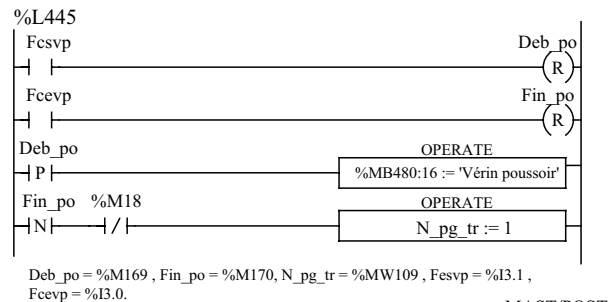 %L445
Fcsvp Deb_po
R
Fcevp Fin_po
R
Deb_po OPERATE
P %MB480:16 := 'Vérin poussoir'
Fin_po %M18 OPERATE
N / N_pg_tr := 1
Deb_po = %M169 , Fin_po = %M170, N_pg_tr = %MW109 , Fesvp = %I3.1 ,
Fcevp = %I3.0.